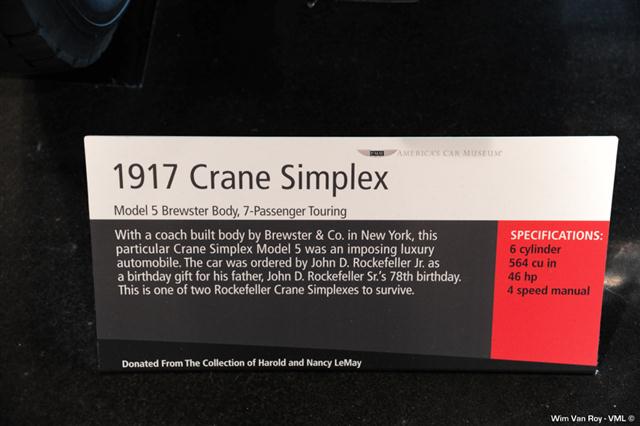 AMERICA'S CAR MUSEUM
1917 Crane Simplex
Model 5 Brewster Body, 7-Passenger Touring
With a coach built body by Brewster & Co. in New York, this
particular Crane Simplex Model 5 was an imposing luxury
automobile. The car was ordered by John D. Rockefeller Jr. as
a birthday gift for his father, John D. Rockefeller Sr.'s 78th birthday.
This is one of two Rockefeller Crane Simplexes to survive.
SPECIFICATIONS:
6 cylinder
564 cu in
46 hp
4 speed manual
Donated From The Collection of Harold and Nancy LeMay
Wim Van Roy - VML ©